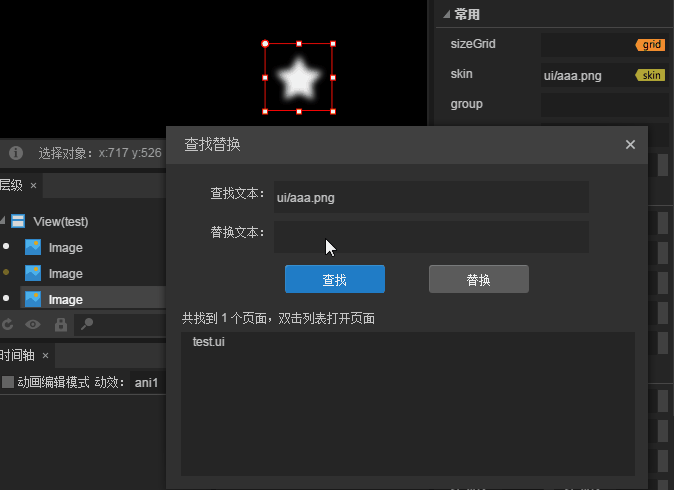 常用
sizeGrid
grid
skin
ui/aaa.png
skin
group
选择对象：x:717 y:526
查找替换
层级
查找文本：
ui/aaa.png
替换文本：
View(test)
Image
Image
Image
查找
替换
共找到 1 个页面，双击列表打开页面
test.ui
时间轴
动画编辑模式 动效：
ani1